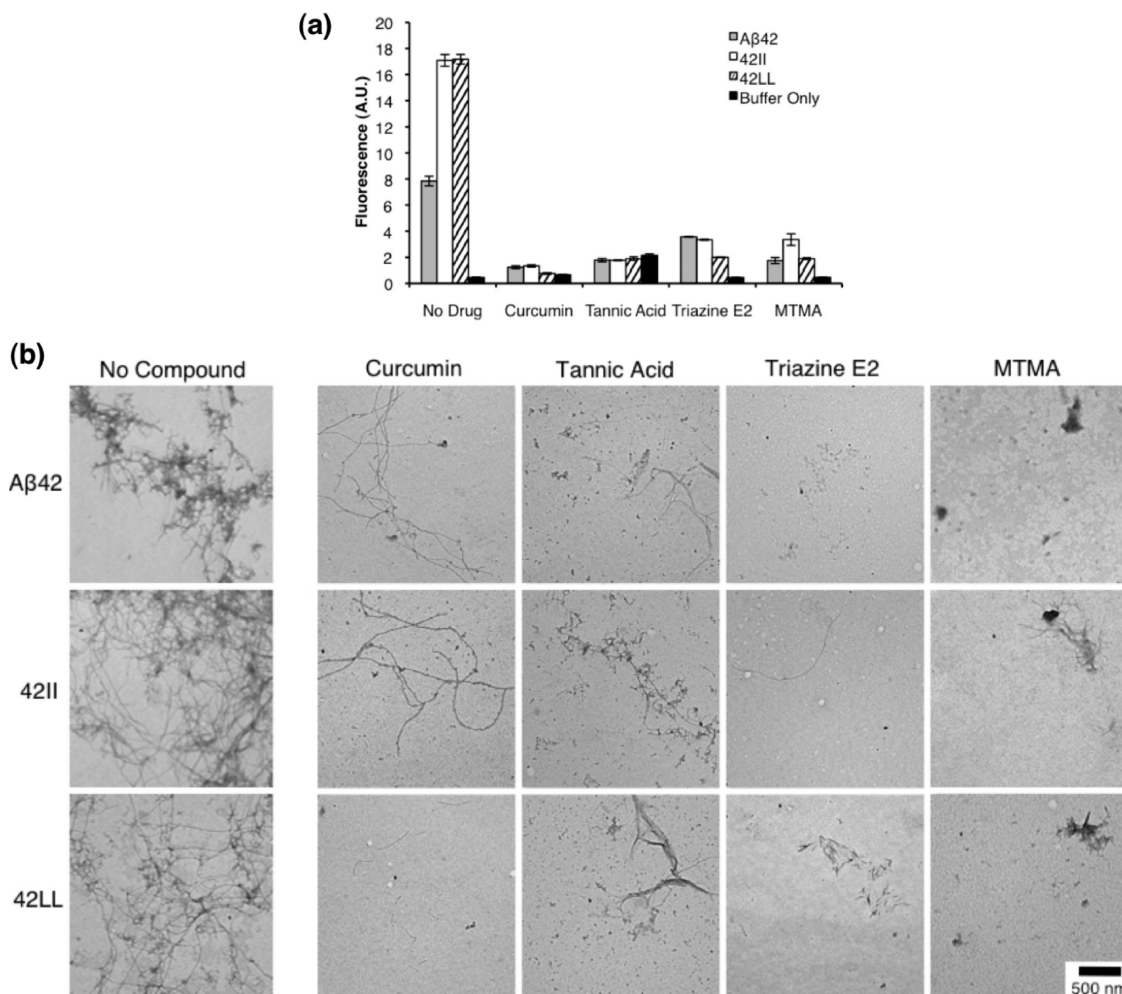 (a)
20
18
16
14
12
10
8
6
4
2
0
Fluorescence (A.U.)
Aβ42
42II
42LL
Buffer Only
No Drug Curcumin Tannic Acid Triazine E2 MTMA
(b)
No Compound Curcumin Tannic Acid Triazine E2 MTMA
Aβ42
42II
42LL
500 nm